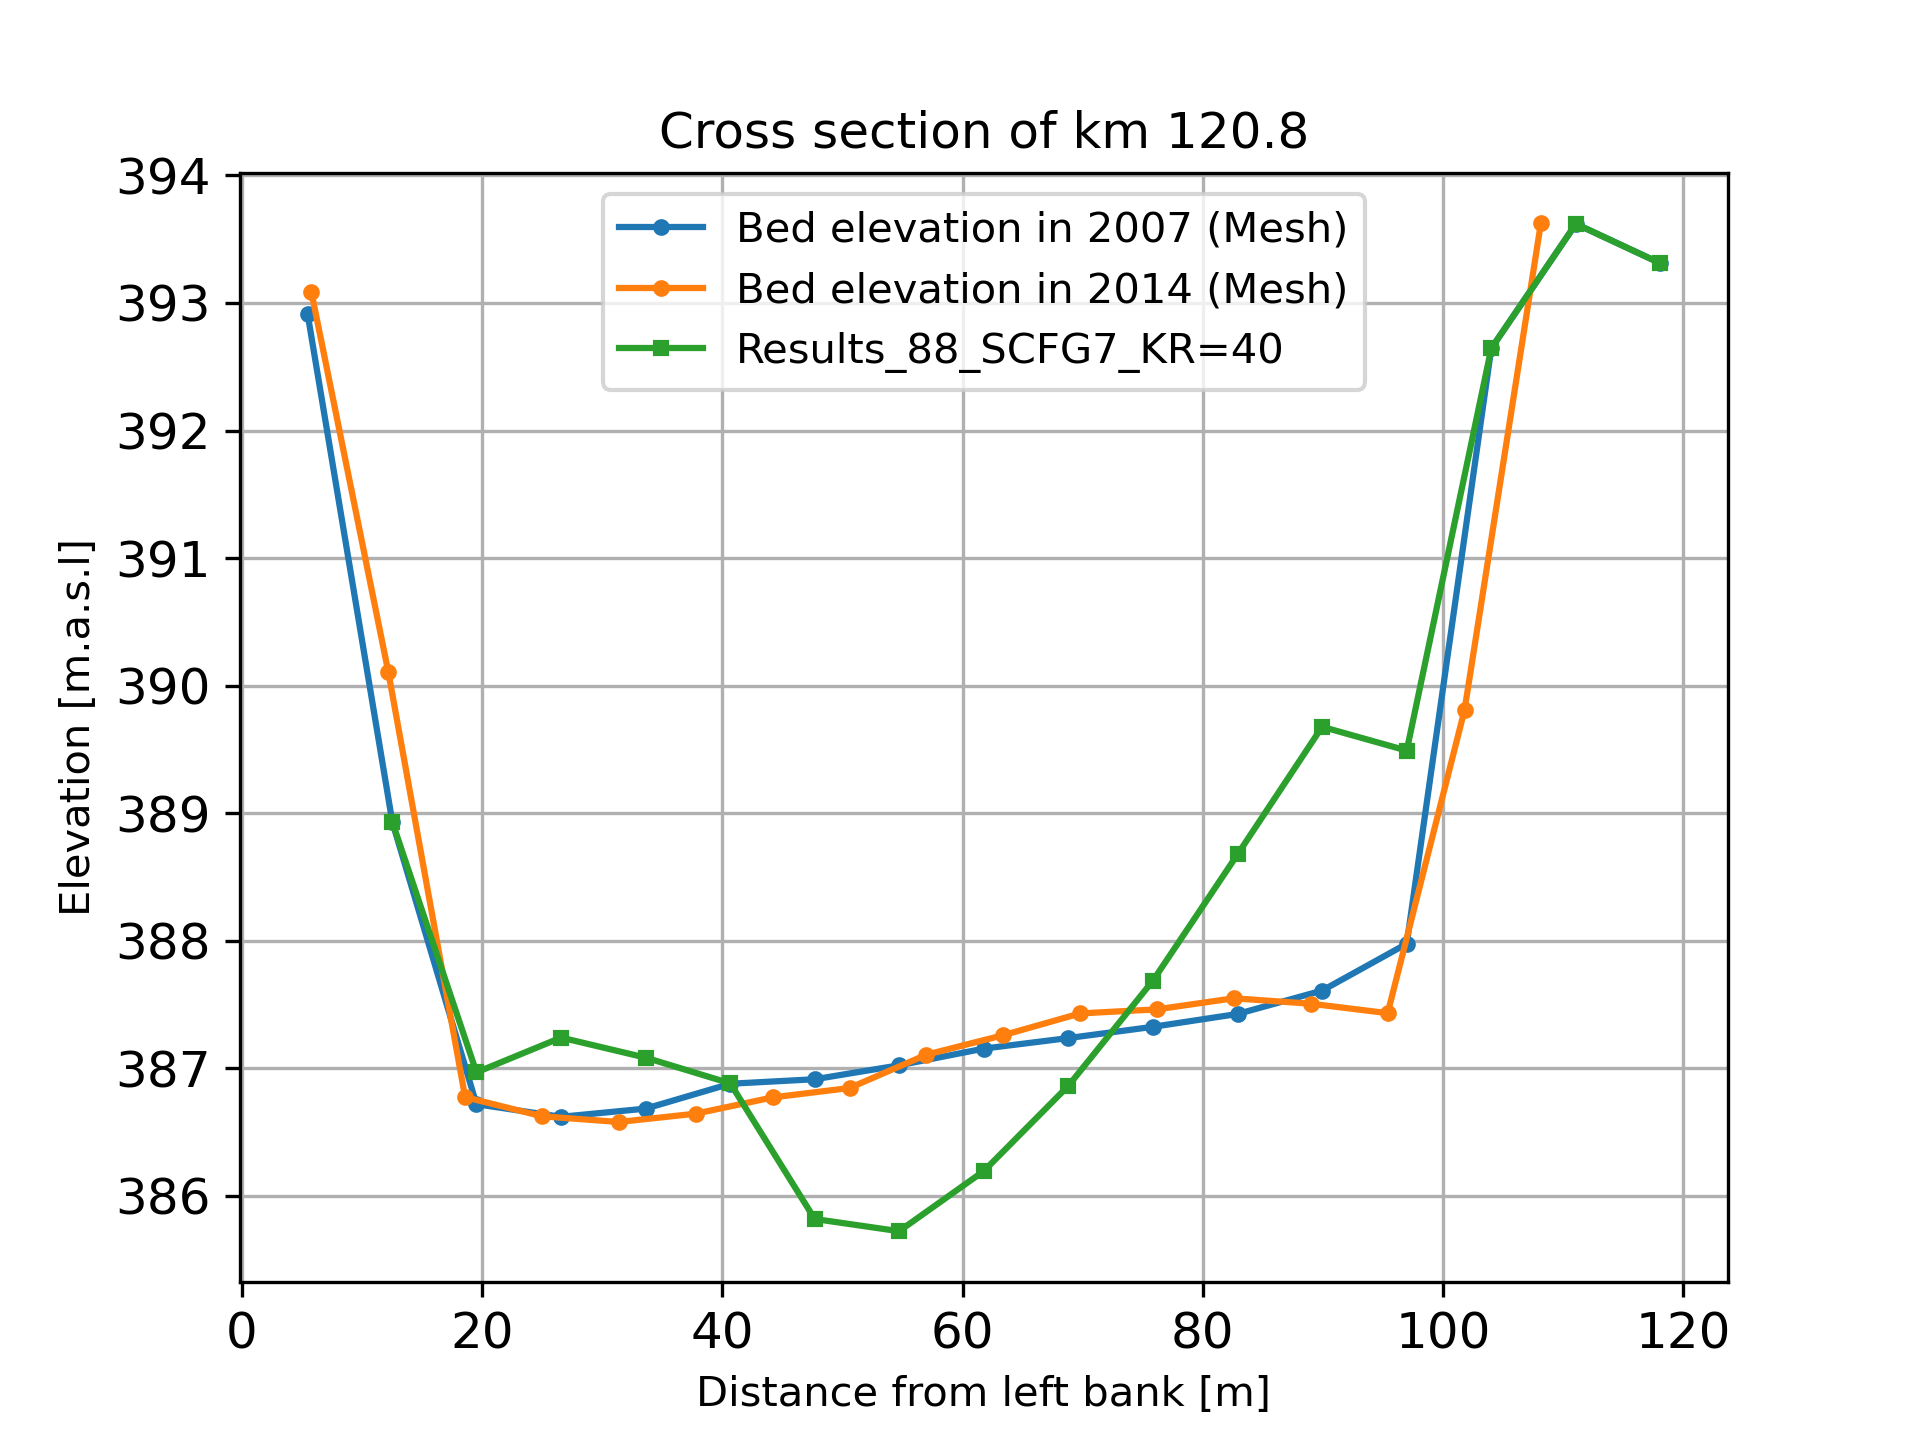 Cross section of km 120.8
394
393
392
391
390
389
388
387
386
Elevation [m.a.s.l]
Bed elevation in 2007 (Mesh)
Bed elevation in 2014 (Mesh)
Results_88_SCFG7_KR=40
0 20 40 60 80 100 120
Distance from left bank [m]